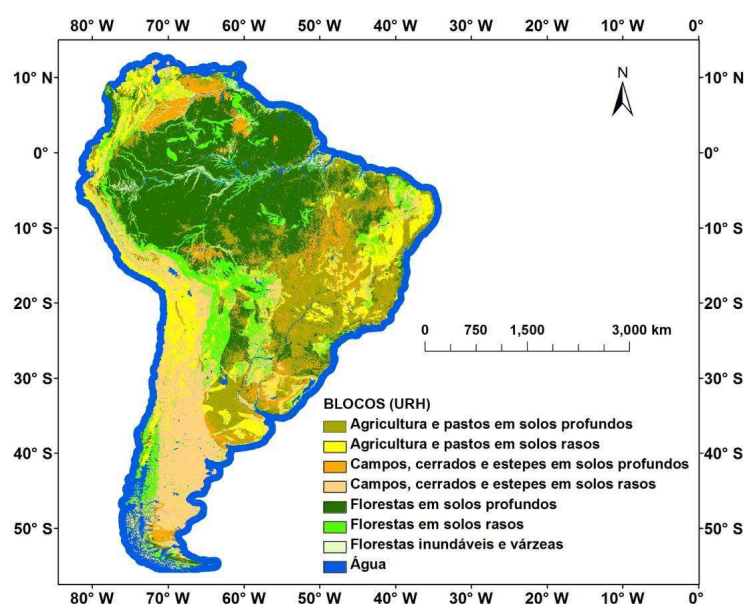 80° W 70° W 60° W 50° W 40° W 30° W 20° W 10° W 0°
10° N 10° N
N
0° 0°
10° S 10° S
20° S 20° S
0 750 1,500 3,000 km
30° S 30° S
BLOCOS (URH)
Agricultura e pastos em solos profundos
Agricultura e pastos em solos rasos
40° S 40° S
Campos, cerrados e estepes em solos profundos
Campos, cerrados e estepes em solos rasos
Florestas em solos profundos
50° S 50° S
Florestas em solos rasos
Florestas inundáveis e várzeas
Água
80° W 70° W 60° W 50° W 40° W 30° W 20° W 10° W 0°